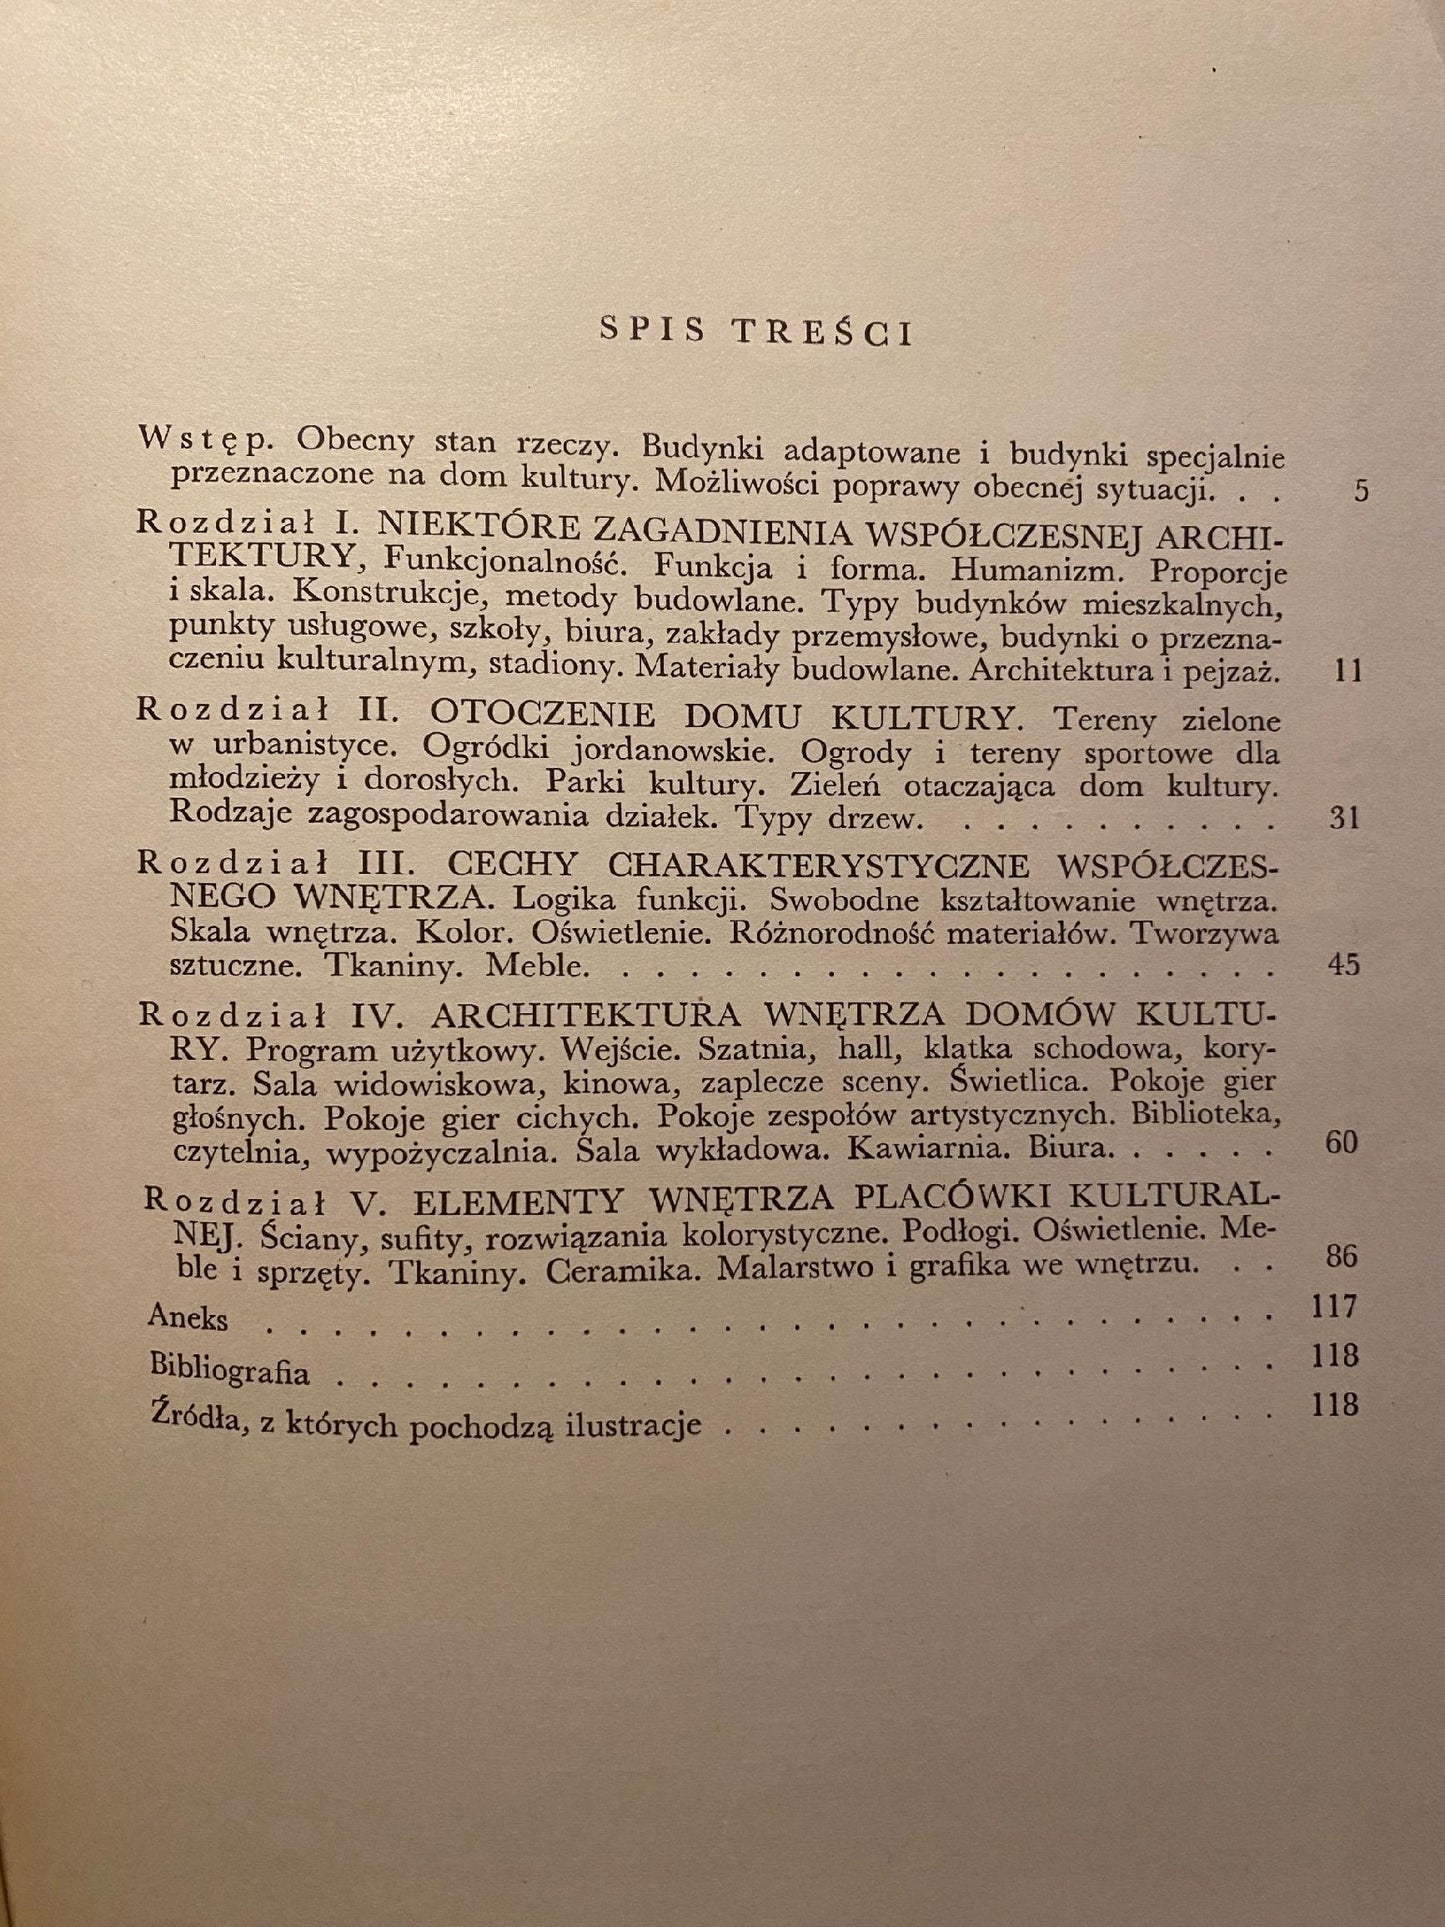 SPIS TREŚCI
Wstęp. Obecny stan rzeczy. Budynki adaptowane i budynki specjalnie
przeznaczone na dom kultury. Możliwości poprawy obecnej sytuacji. . . 5
Rozdział I. NIEKTÓRE ZAGADNIENIA WSPÓŁCZESNEJ ARCHI-
TEKTURY, Funkcjonalność. Funkcja i forma. Humanizm. Proporcje
i skala. Konstrukcje, metody budowlane. Typy budynków mieszkalnych,
punkty usługowe, szkoły, biura, zakłady przemysłowe, budynki o przezna-
czeniu kulturalnym, stadiony. Materiały budowlane. Architektura i pejzaż. 11
Rozdział II. OTOCZENIE DOMU KULTURY. Tereny zielone
w urbanistyce. Ogródki jordanowskie. Ogrody i tereny sportowe dla
młodzieży i dorosłych. Parki kultury. Zieleń otaczająca dom kultury.
Rodzaje zagospodarowania działek. Typy drzew. . . . . . . . . . . 31
Rozdział III. CECHY CHARAKTERYSTYCZNE WSPÓŁCZES-
NEGO WNĘTRZA. Logika funkcji. Swobodne kształtowanie wnętrza.
Skala wnętrza. Kolor. Oświetlenie. Różnorodność materiałów. Tworzywa
sztuczne. Tkaniny. Meble. . . . . . . . . . . . . . . . . . . . . 45
Rozdział IV. ARCHITEKTURA WNĘTRZA DOMÓW KULTU-
RY. Program użytkowy. Wejście. Szatnia, hall, klatka schodowa, kory-
tarz. Sala widowiskowa, kinowa, zaplecze sceny. Świetlica. Pokoje gier
głośnych. Pokoje gier cichych. Pokoje zespołów artystycznych. Biblioteka,
czytelnia, wypożyczalnia. Sala wykładowa. Kawiarnia. Biura. . . . . . 60
Rozdział V. ELEMENTY WNĘTRZA PLACÓWKI KULTURAL-
NEJ. Ściany, sufity, rozwiązania kolorystyczne. Podłogi. Oświetlenie. Me-
ble i sprzęty. Tkaniny. Ceramika. Malarstwo i grafika we wnętrzu. . . 86
Aneks . . . . . . . . . . . . . . . . . . . . . . . . . . . . . . 117
Bibliografia . . . . . . . . . . . . . . . . . . . . . . . . . . . 118
Źródła, z których pochodzą ilustracje . . . . . . . . . . . . . . . . 118